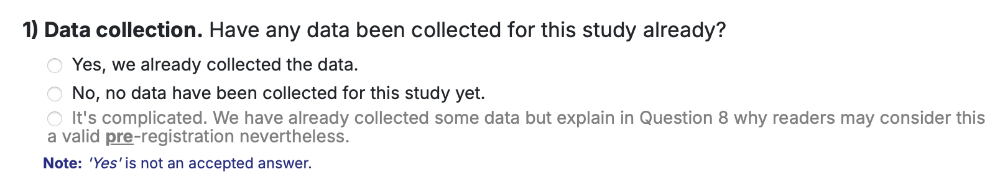 1) Data collection. Have any data been collected for this study already?
Yes, we already collected the data.
No, no data have been collected for this study yet.
It's complicated. We have already collected some data but explain in Question 8 why readers may consider this
a valid pre-registration nevertheless.
Note: 'Yes' is not an accepted answer.